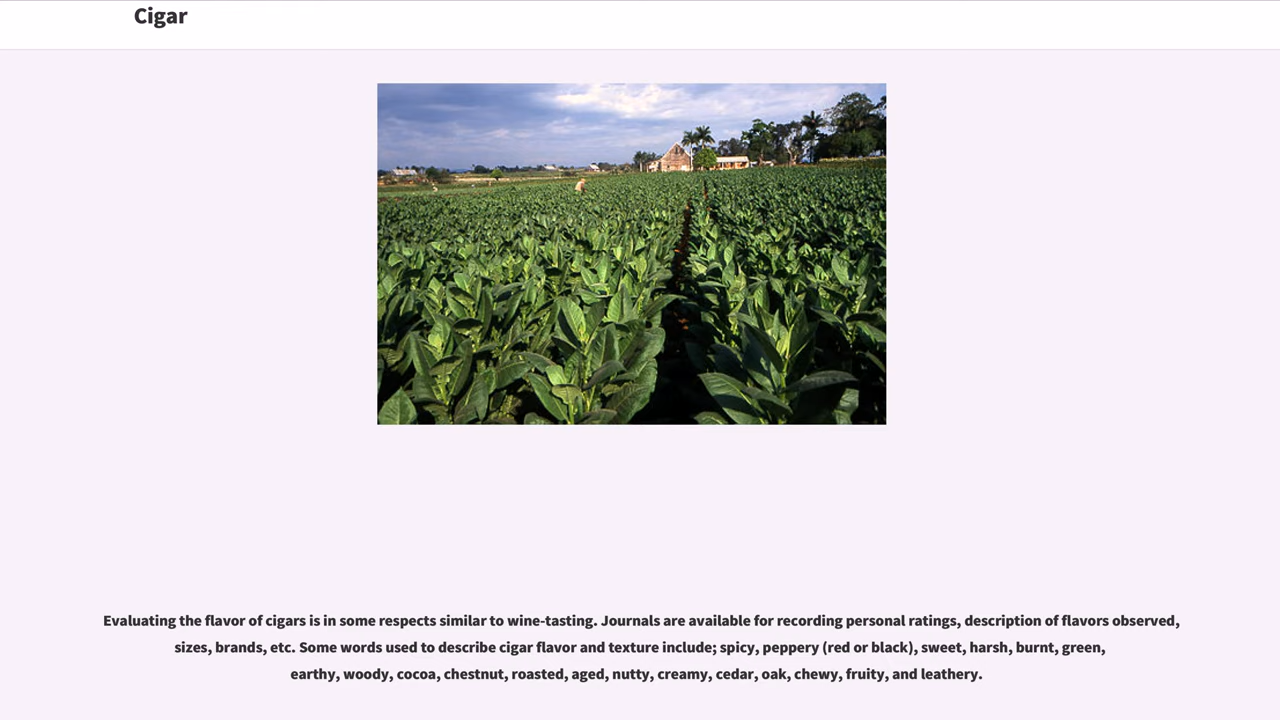 Cigar
Evaluating the flavor of cigars is in some respects similar to wine-tasting. Journals are available for recording personal ratings, description of flavors observed,
sizes, brands, etc. Some words used to describe cigar flavor and texture include; spicy, peppery (red or black), sweet, harsh, burnt, green,
earthy, woody, cocoa, chestnut, roasted, aged, nutty, creamy, cedar, oak, chewy, fruity, and leathery.